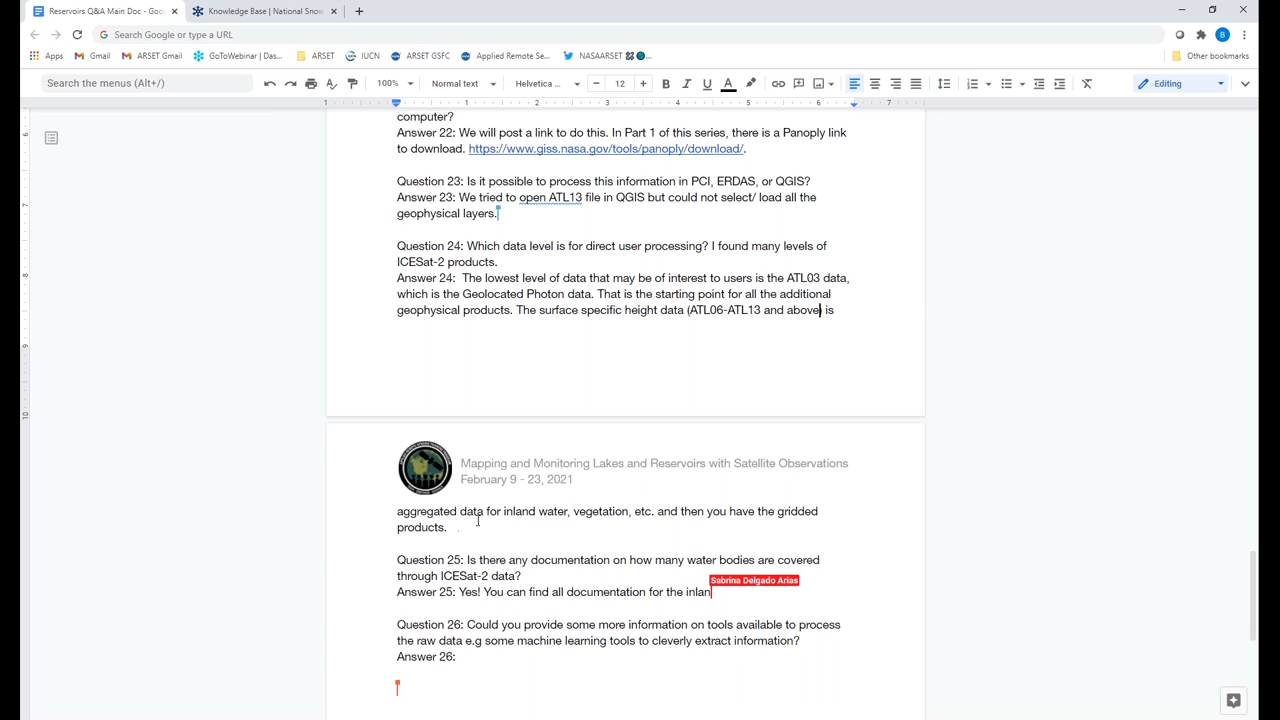 Reservoirs Q&A Main Doc - Goo
Knowledge Base | National Snow
Search Google or type a URL
Apps
Gmail
ARSET Gmail
GoToWebinar | Das...
ARSET
IUCN
ARSET GSFC
Applied Remote Se...
NASAARSET
Other bookmarks
Search the menus (Alt+/)
100%
Normal text
Helvetica ...
12
Editing
1 1 2 3 4 5 6 7
computer?
Answer 22: We will post a link to do this. In Part 1 of this series, there is a Panoply link
to download. https://www.giss.nasa.gov/tools/panoply/download/.
Question 23: Is it possible to process this information in PCI, ERDAS, or QGIS?
Answer 23: We tried to open ATL13 file in QGIS but could not select/ load all the
geophysical layers.
Question 24: Which data level is for direct user processing? I found many levels of
ICESat-2 products.
Answer 24:  The lowest level of data that may be of interest to users is the ATL03 data,
which is the Geolocated Photon data. That is the starting point for all the additional
geophysical products. The surface specific height data (ATL06-ATL13 and above) is
Mapping and Monitoring Lakes and Reservoirs with Satellite Observations
February 9 - 23, 2021
aggregated data for inland water, vegetation, etc. and then you have the gridded
products.
Question 25: Is there any documentation on how many water bodies are covered
through ICESat-2 data?
Sabrina Delgado Arias
Answer 25: Yes! You can find all documentation for the inlan
Question 26: Could you provide some more information on tools available to process
the raw data e.g some machine learning tools to cleverly extract information?
Answer 26: